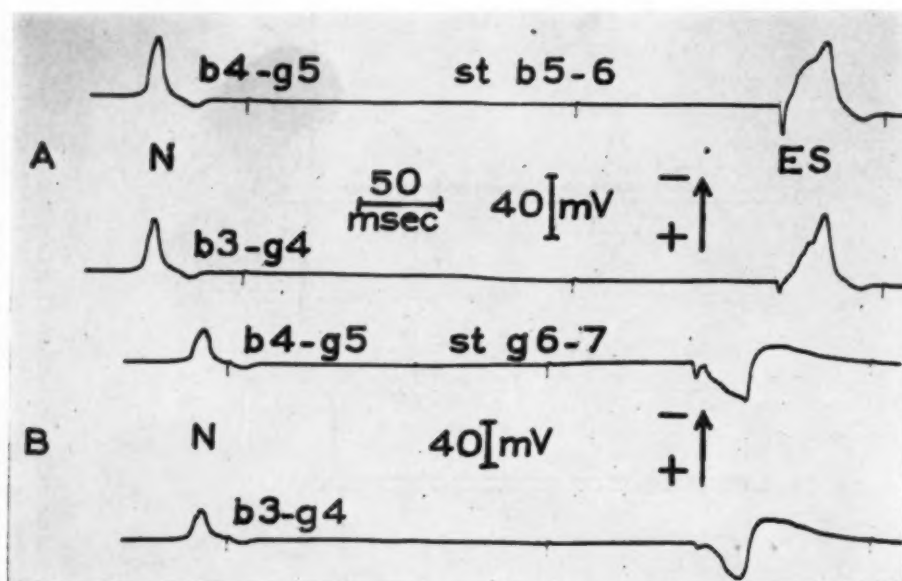 b4-g5 st b5-6
A N ES
50 msec 40 mV - +
b3-g4
b4-g5 st g6-7
B N 40 mV - +
b3-g4